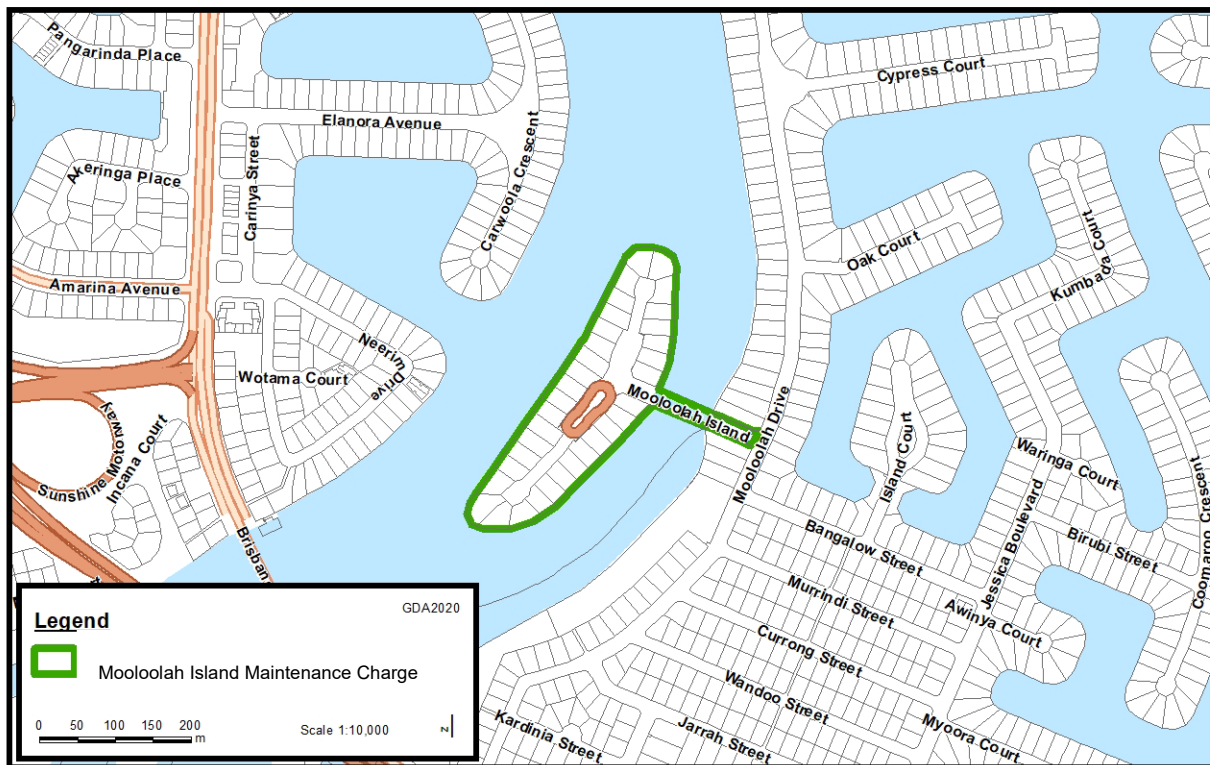 Pangarinda Place
Cypress Court
Elanora Avenue
Carwoola Crescent
Carinya Street
Akeringa Place
Kumbada Court
Oak Court
Amarina Avenue
Neerim Drive
Wotama Court
Mooloolah Island
Mooloolah Drive
Island Court
Incana Court
Sunshine Motorway
Waringa Court
Jessica Boulevard
Bangalow Street
Birubi Street
Coomaroo Crescent
Brisban
Murrindi Street
Awinya Court
Currong Street
Wandoo Street
Myoora Court
Kardinia Street
Jarrah Street
Legend
GDA2020
Mooloolah Island Maintenance Charge
0 50 100 150 200
m
Scale 1:10,000
N